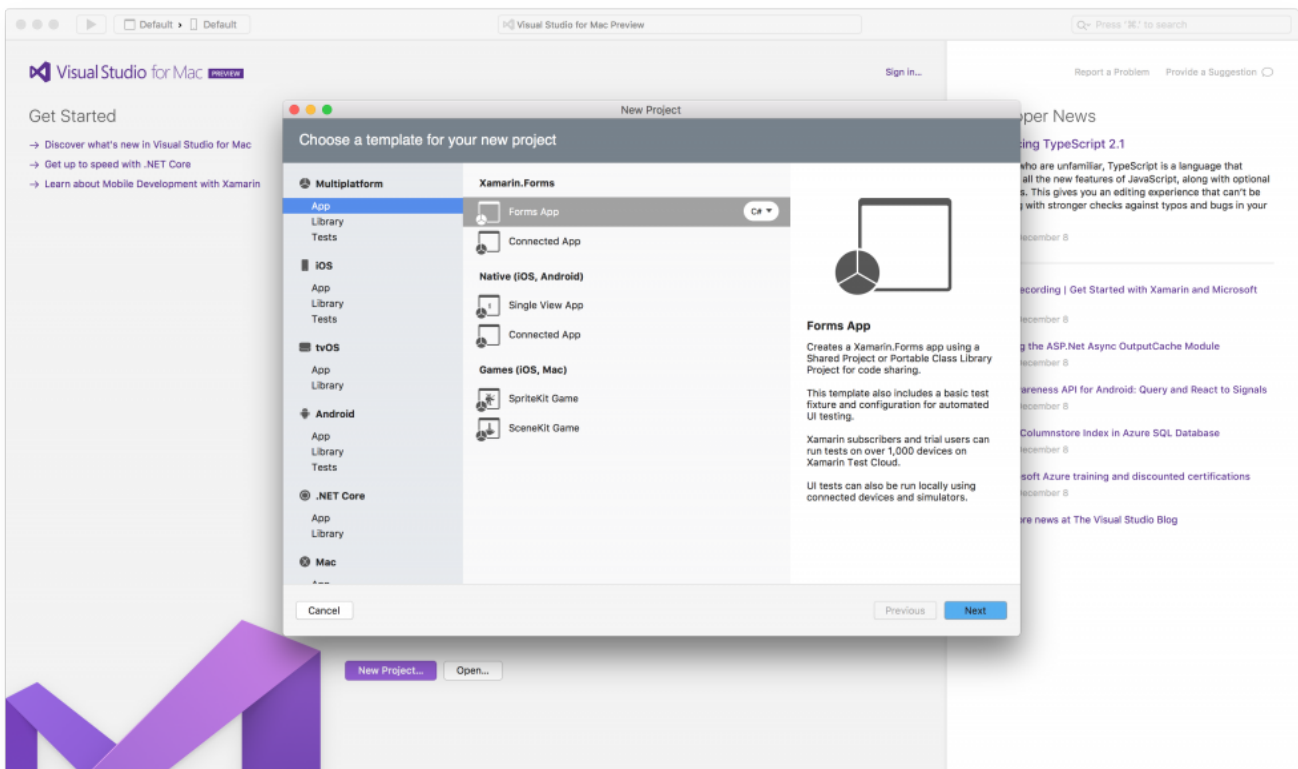 Default › Default
Visual Studio for Mac Preview
Press '⌘.' to search
Visual Studio for Mac PREVIEW
Sign in...
Report a Problem Provide a Suggestion
Get Started
→ Discover what's new in Visual Studio for Mac
→ Get up to speed with .NET Core
→ Learn about Mobile Development with Xamarin
New Project
Choose a template for your new project
Multiplatform
App
Library
Tests
iOS
App
Library
Tests
tvOS
App
Library
Android
App
Library
Tests
.NET Core
App
Library
Mac
Xamarin.Forms
Forms App
C#
Connected App
Native (iOS, Android)
Single View App
Connected App
Games (iOS, Mac)
SpriteKit Game
SceneKit Game
Forms App
Creates a Xamarin.Forms app using a
Shared Project or Portable Class Library
Project for code sharing.
This template also includes a basic test
fixture and configuration for automated
UI testing.
Xamarin subscribers and trial users can
run tests on over 1,000 devices on
Xamarin Test Cloud.
UI tests can also be run locally using
connected devices and simulators.
Cancel
Previous
Next
New Project...
Open...
per News
ing TypeScript 2.1
who are unfamiliar, TypeScript is a language that
all the new features of JavaScript, along with optional
s. This gives you an editing experience that can't be
with stronger checks against typos and bugs in your
ecember 8
ecording | Get Started with Xamarin and Microsoft
ecember 8
g the ASP.Net Async OutputCache Module
ecember 8
areness API for Android: Query and React to Signals
ecember 8
Columnstore Index in Azure SQL Database
ecember 8
soft Azure training and discounted certifications
ecember 8
re news at The Visual Studio Blog